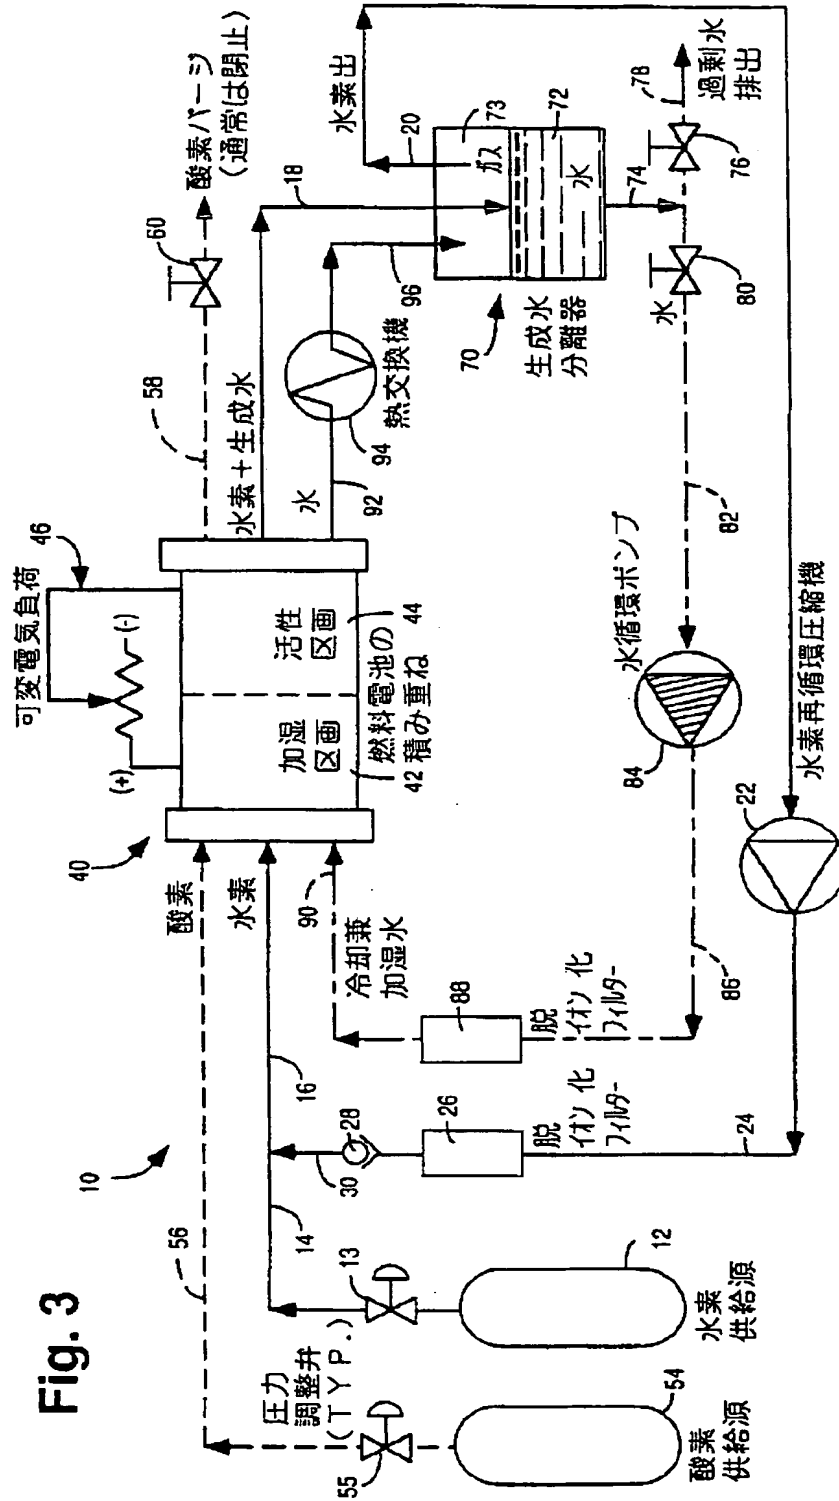 Fig. 3
10
56
酸素
40
可変電気負荷
46
(+)
(-)
58
60
酸素パージ
(通常は閉止)
水素
加湿
区画
活性
区画
42
燃料電池の
積み重ね
44
水素+生成水
18
水
92
94
熱交換機
96
水素出
20
ガス
73
72
水
70
生成水
分離器
74
78
過剰水
排出
76
80
水
14
16
30
28
26
脱
イオン化
フィルター
24
冷却兼
加湿水
90
88
脱
イオン化
フィルター
86
84
水循環ポンプ
82
22
水素再循環圧縮機
圧力
調整弁
(TYP.)
55
54
酸素
供給源
13
12
水素
供給源